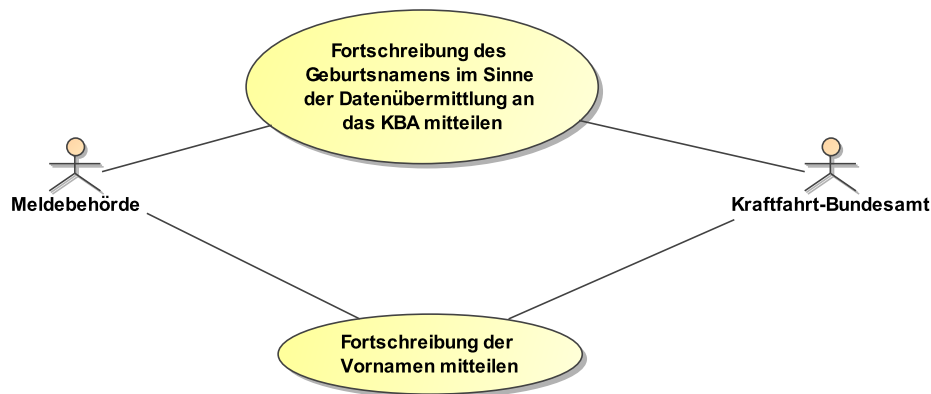 Fortschreibung des
Geburtsnamens im Sinne
der Datenübermittlung an
das KBA mitteilen
Meldebehörde
Kraftfahrt-Bundesamt
Fortschreibung der
Vornamen mitteilen